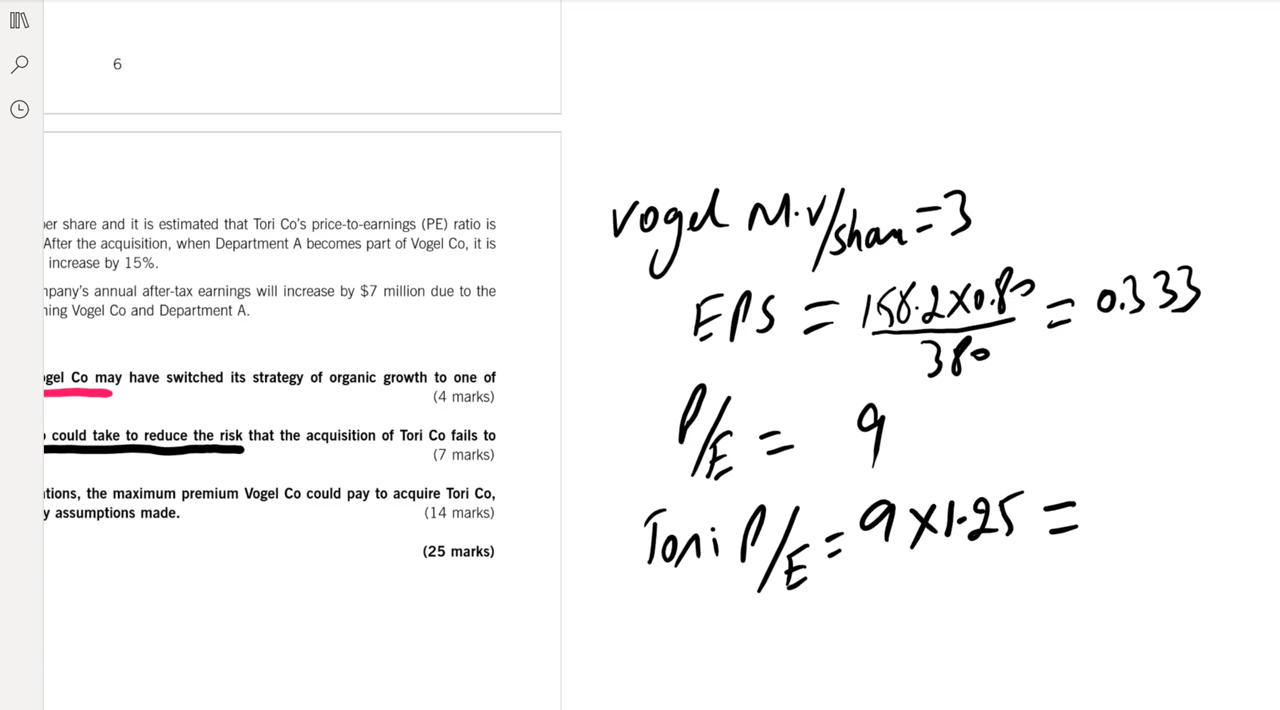 6
er share and it is estimated that Tori Co's price-to-earnings (PE) ratio is
After the acquisition, when Department A becomes part of Vogel Co, it is
increase by 15%.
npany's annual after-tax earnings will increase by $7 million due to the
ning Vogel Co and Department A.
gel Co may have switched its strategy of organic growth to one of
(4 marks)
could take to reduce the risk that the acquisition of Tori Co fails to
(7 marks)
tions, the maximum premium Vogel Co could pay to acquire Tori Co,
y assumptions made. (14 marks)
(25 marks)
Vogel M.V/share = 3
EPS = 158.2 x 0.80 / 380 = 0.333
P/E = 9
Tori P/E = 9 x 1.25 =